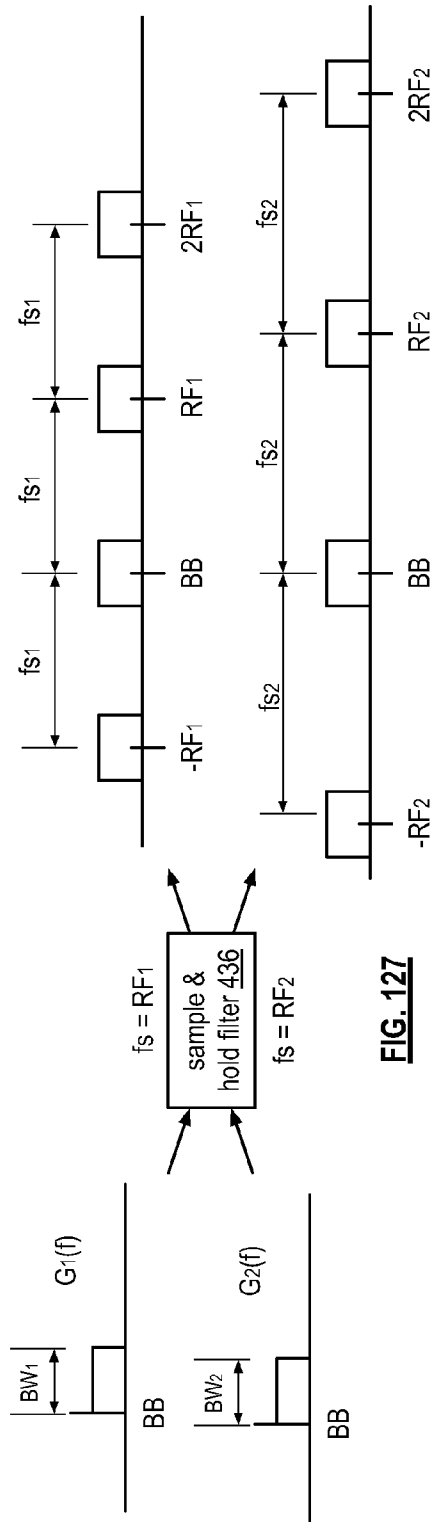 BW1
G1(f)
BB
BW2
G2(f)
BB
fs = RF1
sample &
hold filter 436
fs = RF2
fs1
fs1
fs1
-RF1
BB
RF1
2RF1
fs2
fs2
fs2
-RF2
BB
RF2
2RF2
FIG. 127